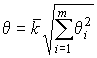 θ = k̄ √(∑_{i=1}^{m} θ_i^2)